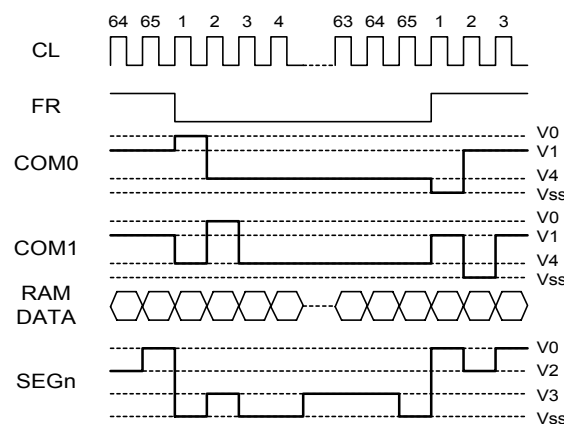 64 65 1 2 3 4 63 64 65 1 2 3
CL
FR
V0
COM0 V1
V4
Vss
V0
COM1 V1
V4
Vss
RAM
DATA
V0
SEGn V2
V3
Vss